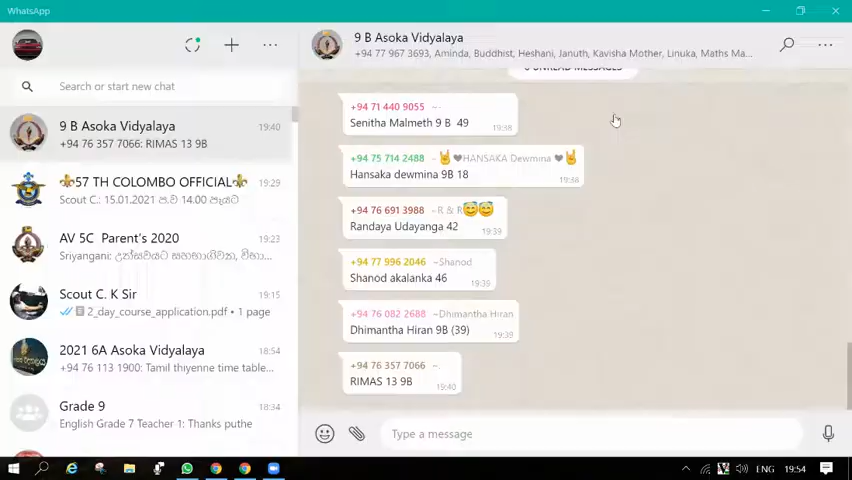 WhatsApp
9 B Asoka Vidyalaya
+94 77 967 3693, Aminda, Buddhist, Heshani, Januth, Kavisha Mother, Linuka, Maths Ma...
Search or start new chat
9 B Asoka Vidyalaya 19:40
+94 76 357 7066: RIMAS 13 9B
57 TH COLOMBO OFFICIAL 19:29
Scout C.: 15.01.2021 ප.ව 14.00 පැයට
AV 5C Parent's 2020 19:23
Sriyangani: උත්සවයට සහභාගිවන, විභා...
Scout C. K Sir 19:15
2_day_course_application.pdf • 1 page
2021 6A Asoka Vidyalaya 18:54
+94 76 113 1900: Tamil thiyenne time table...
Grade 9 18:34
English Grade 7 Teacher 1: Thanks puthe
UNREAD MESSAGES
+94 71 440 9055 ~-
Senitha Malmeth 9 B 49 19:38
+94 75 714 2488 ~🤘❤HANSAKA Dewmina ❤🤘
Hansaka dewmina 9B 18 19:38
+94 76 691 3988 ~R & R😇😇
Randaya Udayanga 42 19:39
+94 77 996 2046 ~Shanod
Shanod akalanka 46 19:39
+94 76 082 2688 ~Dhimantha Hiran
Dhimantha Hiran 9B (39) 19:39
+94 76 357 7066 ~.
RIMAS 13 9B 19:40
Type a message
ENG 19:54